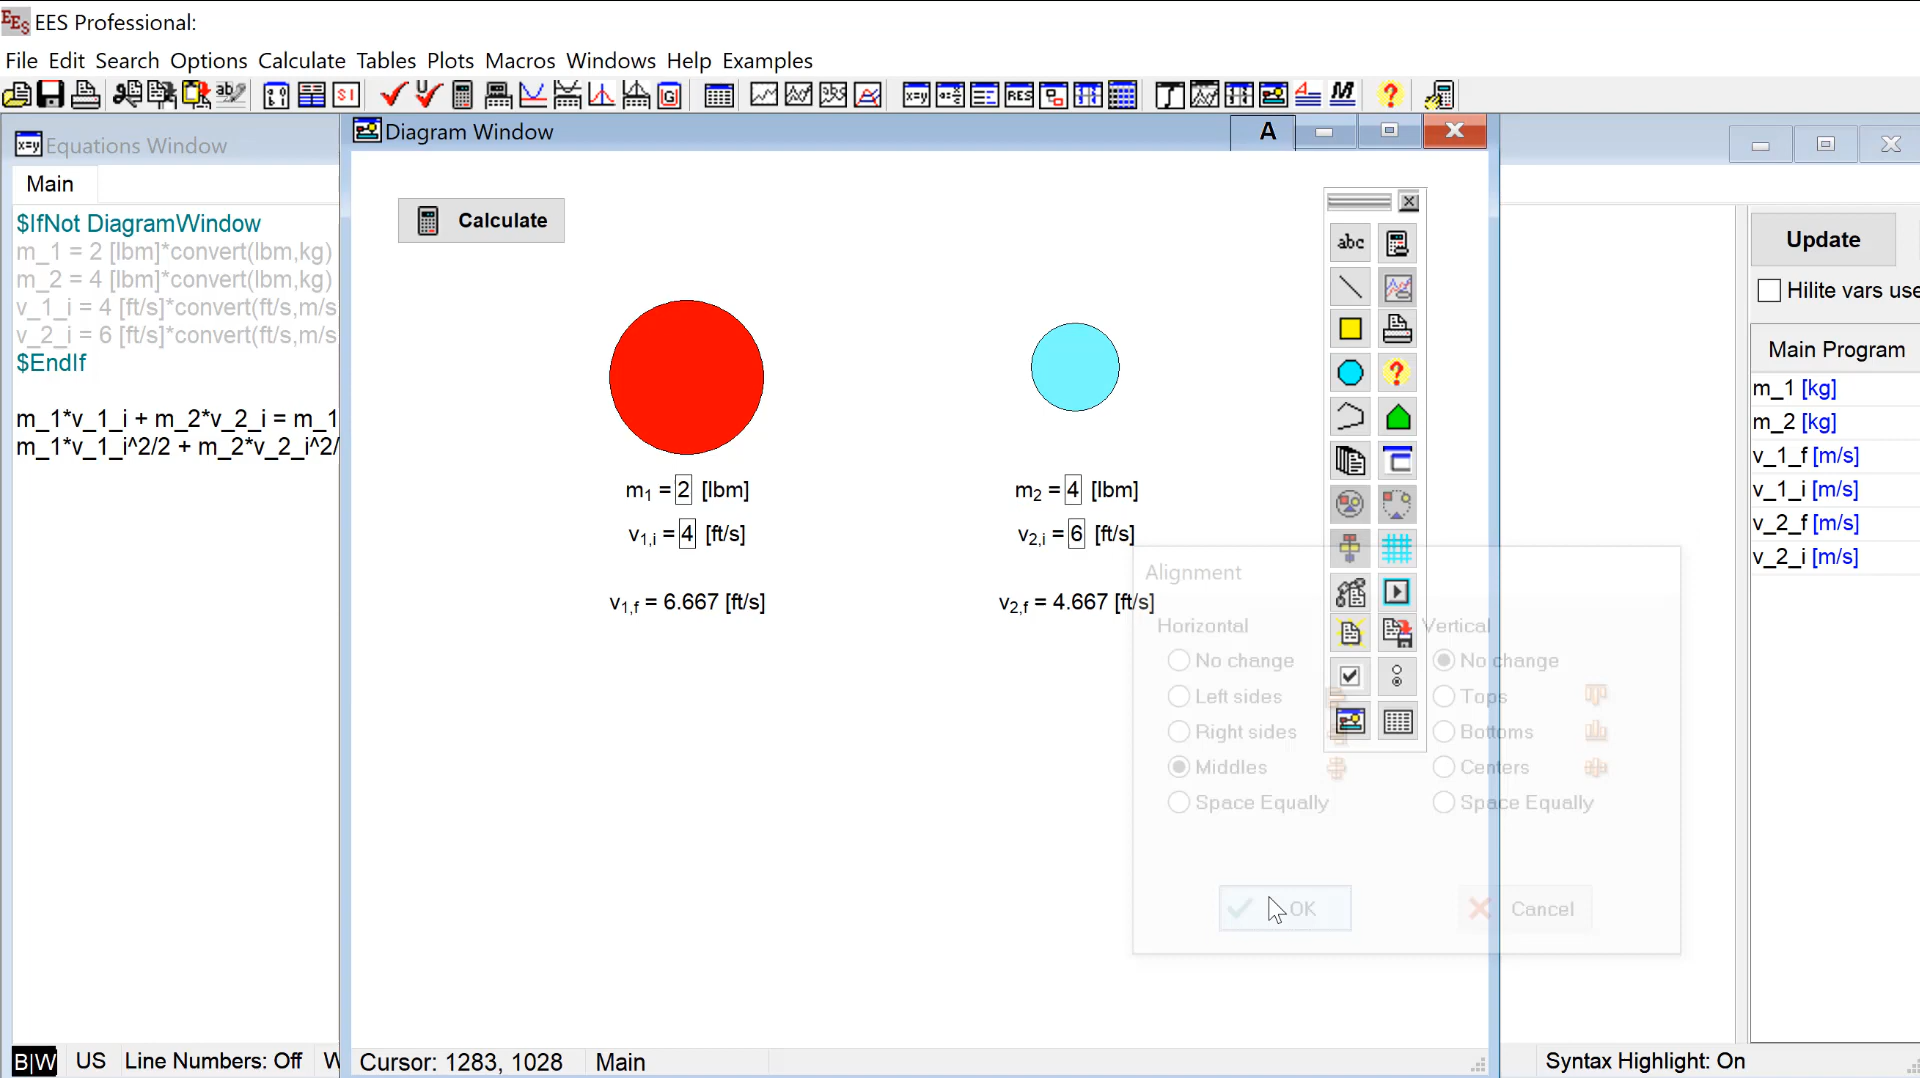 EES Professional:
File Edit Search Options Calculate Tables Plots Macros Windows Help Examples
Equations Window
Main
$IfNot DiagramWindow
m_1 = 2 [lbm]*convert(lbm,kg)
m_2 = 4 [lbm]*convert(lbm,kg)
v_1_i = 4 [ft/s]*convert(ft/s,m/s
v_2_i = 6 [ft/s]*convert(ft/s,m/s
$EndIf
m_1*v_1_i + m_2*v_2_i = m_1
m_1*v_1_i^2/2 + m_2*v_2_i^2/
Diagram Window
A
Calculate
m1 = 2 [lbm]
v1,i = 4 [ft/s]
v1,f = 6.667 [ft/s]
m2 = 4 [lbm]
v2,i = 6 [ft/s]
v2,f = 4.667 [ft/s]
abc
Alignment
Horizontal
No change
Left sides
Right sides
Middles
Space Equally
Vertical
No change
Tops
Bottoms
Centers
Space Equally
OK
Cancel
Update
Hilite vars use
Main Program
m_1 [kg]
m_2 [kg]
v_1_f [m/s]
v_1_i [m/s]
v_2_f [m/s]
v_2_i [m/s]
B|W US Line Numbers: Off W
Cursor: 1283, 1028 Main
Syntax Highlight: On